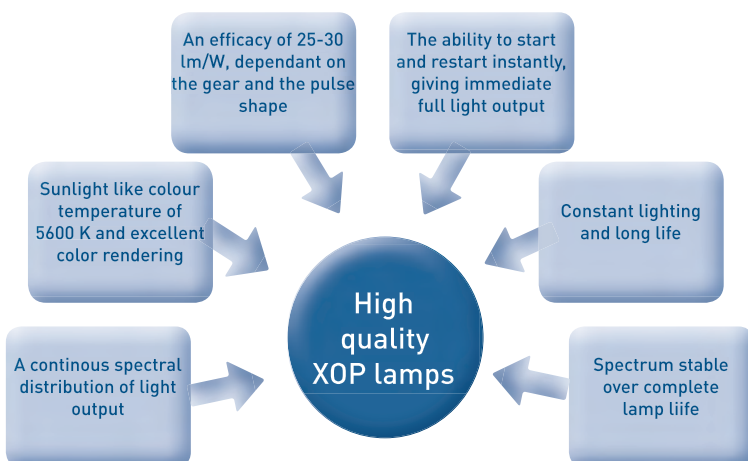 An efficacy of 25-30
lm/W, dependant on
the gear and the pulse
shape
The ability to start
and restart instantly,
giving immediate
full light output
Sunlight like colour
temperature of
5600 K and excellent
color rendering
Constant lighting
and long life
High
quality
XOP lamps
A continous spectral
distribution of light
output
Spectrum stable
over complete
lamp liife